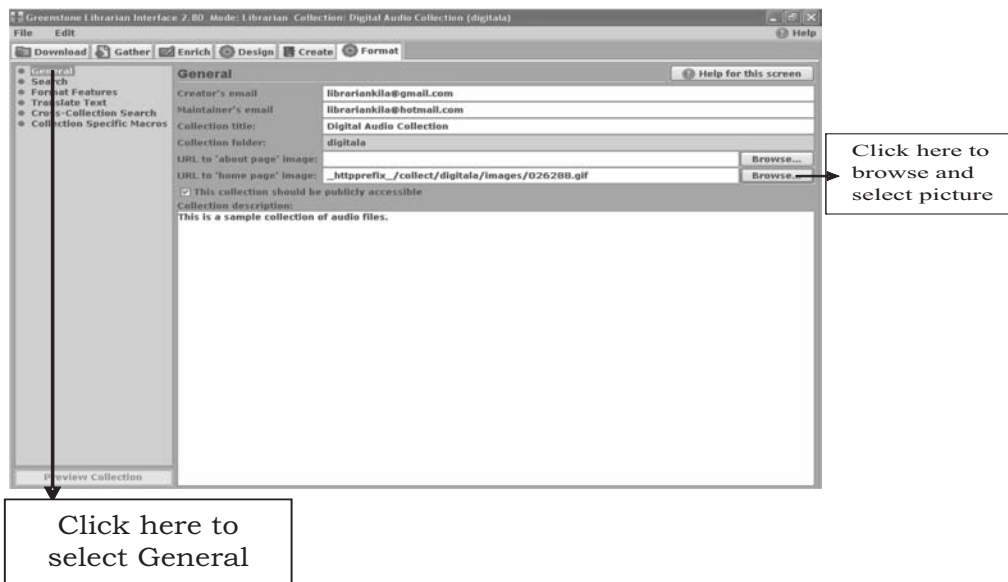 Greenstone Librarian Interface 2.80 Mode: Librarian Collection: Digital Audio Collection (digitala)
File Edit Help
Download Gather Enrich Design Create Format
General
Search
Format Features
Translate Text
Cross-Collection Search
Collection Specific Macros
Preview Collection
General Help for this screen
Creator's email librariankila@gmail.com
Maintainer's email librariankila@hotmail.com
Collection title: Digital Audio Collection
Collection folder: digitala
URL to 'about page' image: Browse...
URL to 'home page' image: _httpprefix_/collect/digitala/images/026288.gif Browse...
This collection should be publicly accessible
Collection description:
This is a sample collection of audio files.
Click here to
browse and
select picture
Click here to
select General